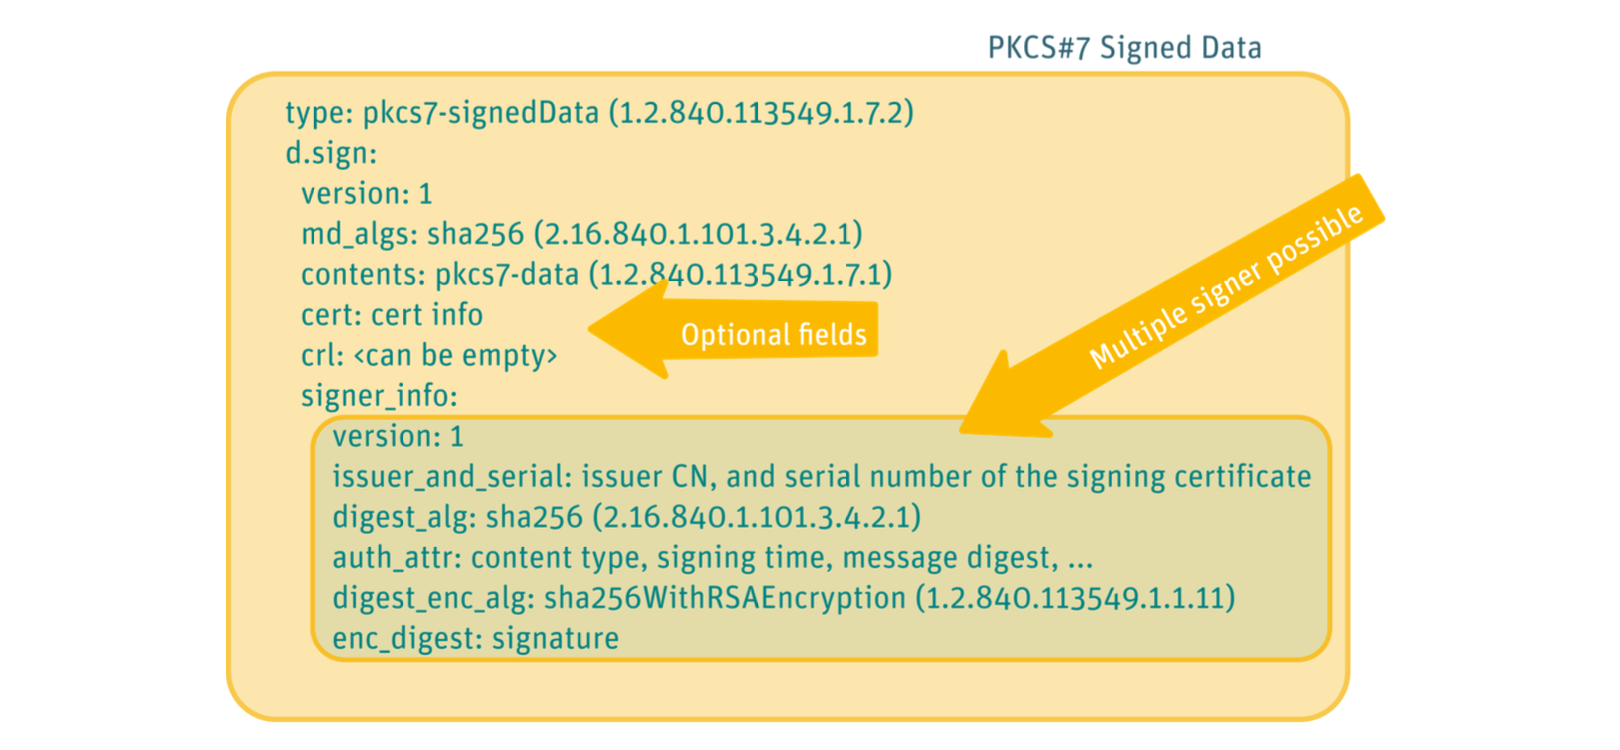 PKCS#7 Signed Data
type: pkcs7-signedData (1.2.840.113549.1.7.2)
d.sign:
version: 1
md_algs: sha256 (2.16.840.1.101.3.4.2.1)
contents: pkcs7-data (1.2.840.113549.1.7.1)
cert: cert info
Optional fields
crl: <can be empty>
Multiple signer possible
signer_info:
version: 1
issuer_and_serial: issuer CN, and serial number of the signing certificate
digest_alg: sha256 (2.16.840.1.101.3.4.2.1)
auth_attr: content type, signing time, message digest, ...
digest_enc_alg: sha256WithRSAEncryption (1.2.840.113549.1.1.11)
enc_digest: signature